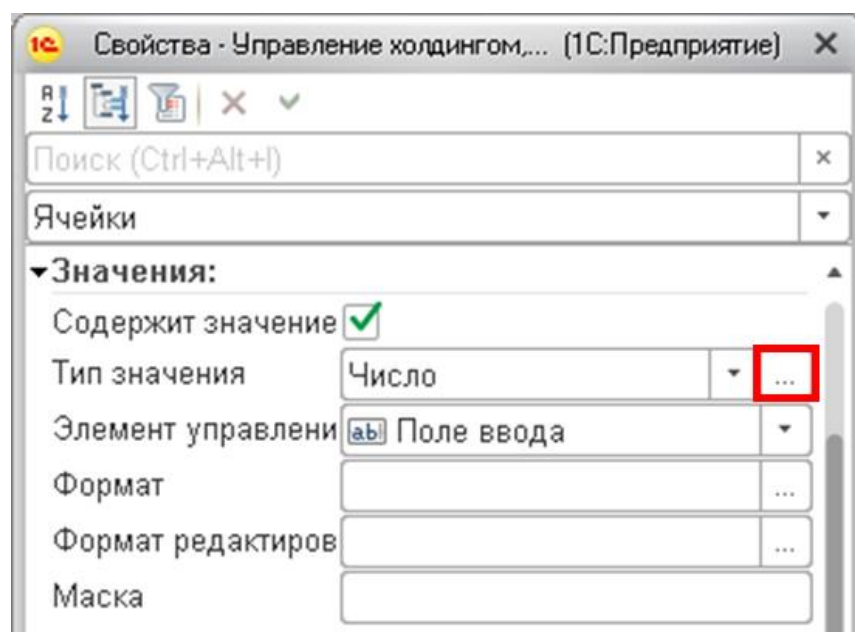 1С Свойства - Управление холдингом,... (1С:Предприятие)
Поиск (Ctrl+Alt+I)
Ячейки
Значения:
Содержит значение
Тип значения Число ...
Элемент управлени ab Поле ввода
Формат ...
Формат редактиров ...
Маска